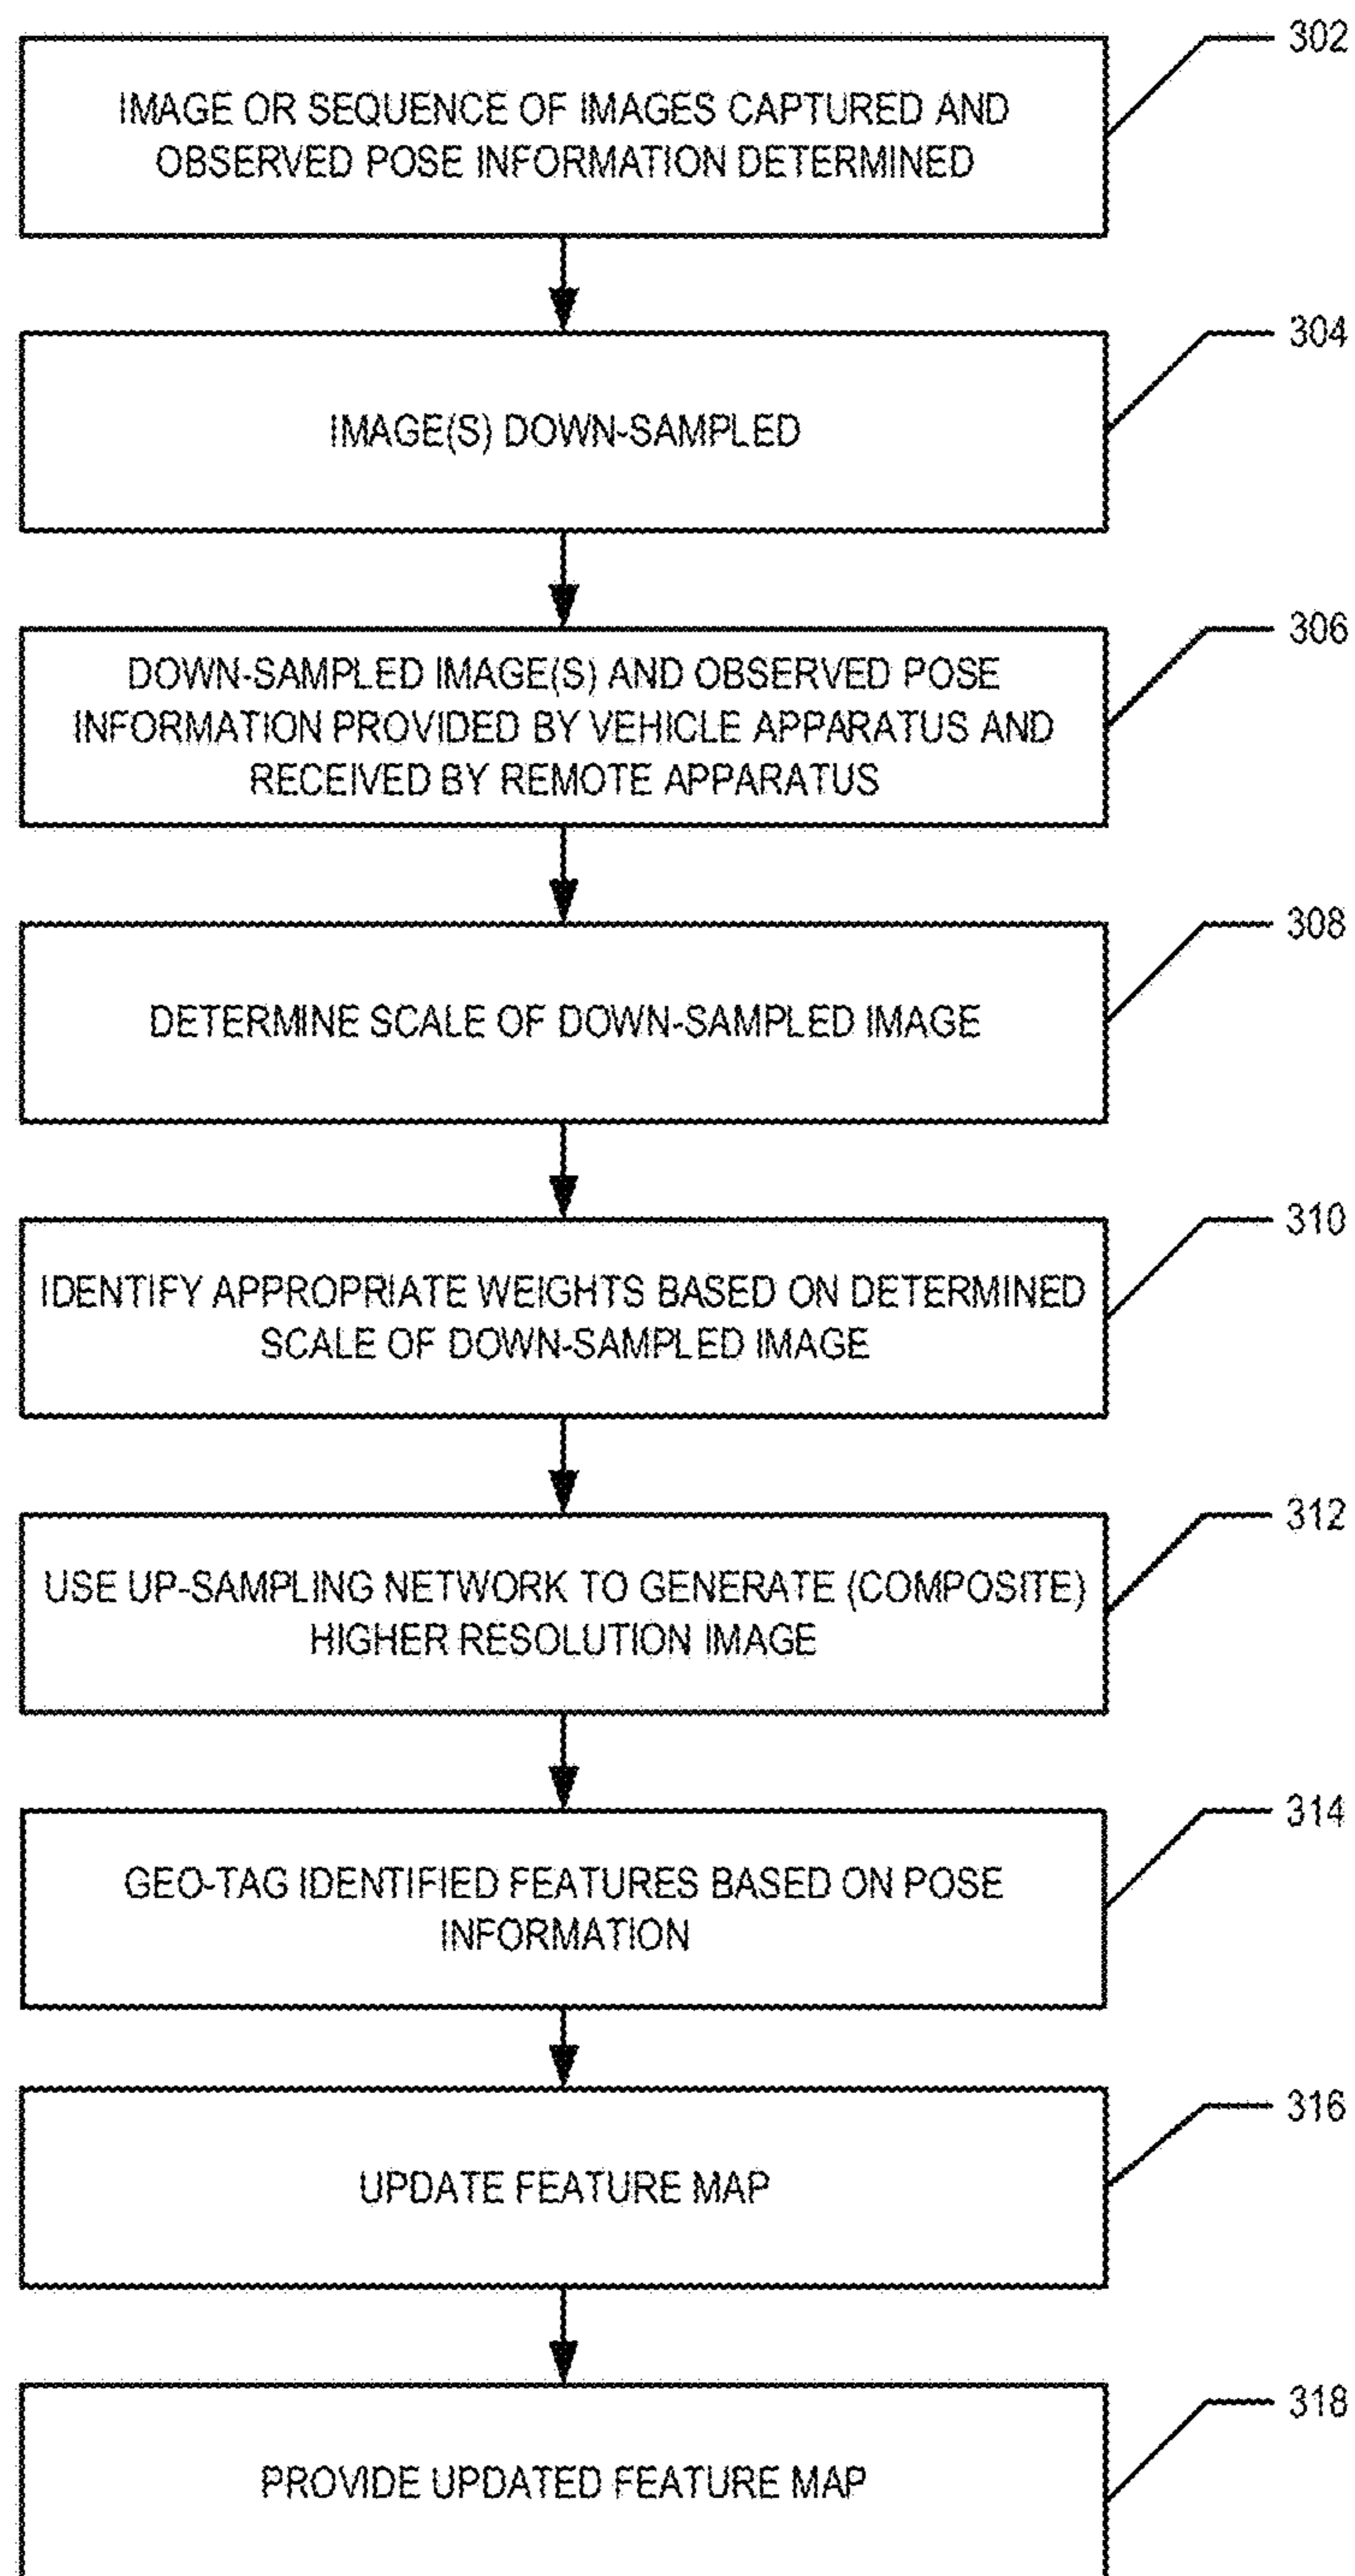 302
IMAGE OR SEQUENCE OF IMAGES CAPTURED AND
OBSERVED POSE INFORMATION DETERMINED
304
IMAGE(S) DOWN-SAMPLED
306
DOWN-SAMPLED IMAGE(S) AND OBSERVED POSE
INFORMATION PROVIDED BY VEHICLE APPARATUS AND
RECEIVED BY REMOTE APPARATUS
308
DETERMINE SCALE OF DOWN-SAMPLED IMAGE
310
IDENTIFY APPROPRIATE WEIGHTS BASED ON DETERMINED
SCALE OF DOWN-SAMPLED IMAGE
312
USE UP-SAMPLING NETWORK TO GENERATE (COMPOSITE)
HIGHER RESOLUTION IMAGE
314
GEO-TAG IDENTIFIED FEATURES BASED ON POSE
INFORMATION
316
UPDATE FEATURE MAP
318
PROVIDE UPDATED FEATURE MAP